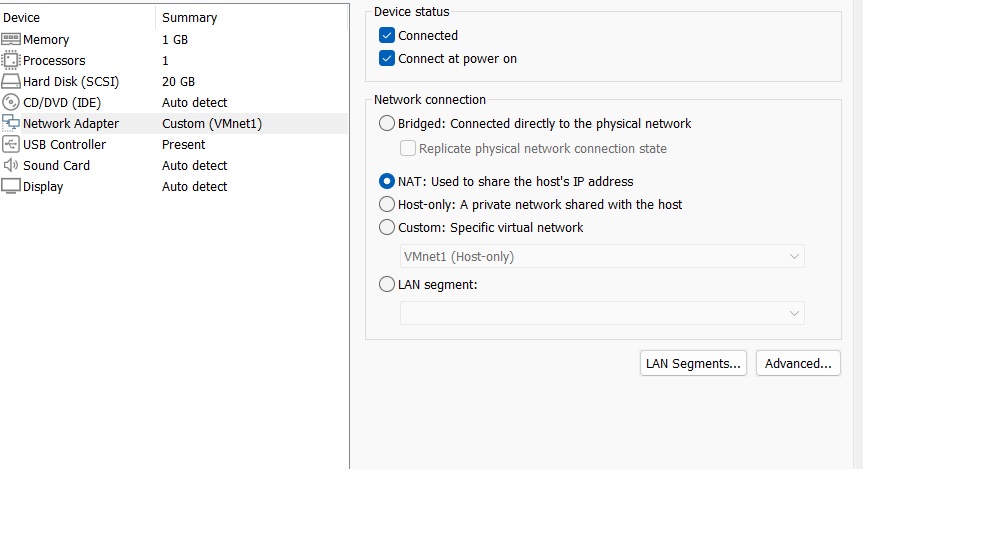 Device Summary
Memory 1 GB
Processors 1
Hard Disk (SCSI) 20 GB
CD/DVD (IDE) Auto detect
Network Adapter Custom (VMnet1)
USB Controller Present
Sound Card Auto detect
Display Auto detect
Device status
Connected
Connect at power on
Network connection
Bridged: Connected directly to the physical network
Replicate physical network connection state
NAT: Used to share the host's IP address
Host-only: A private network shared with the host
Custom: Specific virtual network
VMnet1 (Host-only)
LAN segment:
LAN Segments... Advanced...